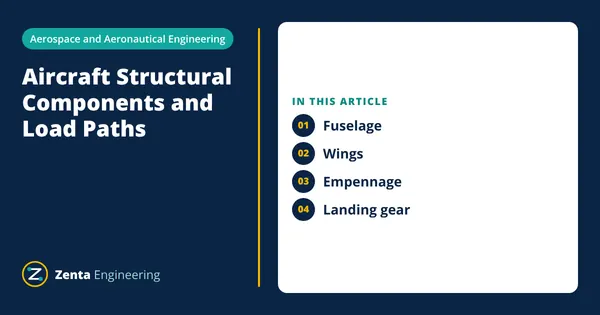 Aerospace and Aeronautical Engineering
Aircraft Structural
Components and
Load Paths
Zenta Engineering
IN THIS ARTICLE
01 Fuselage
02 Wings
03 Empennage
04 Landing gear